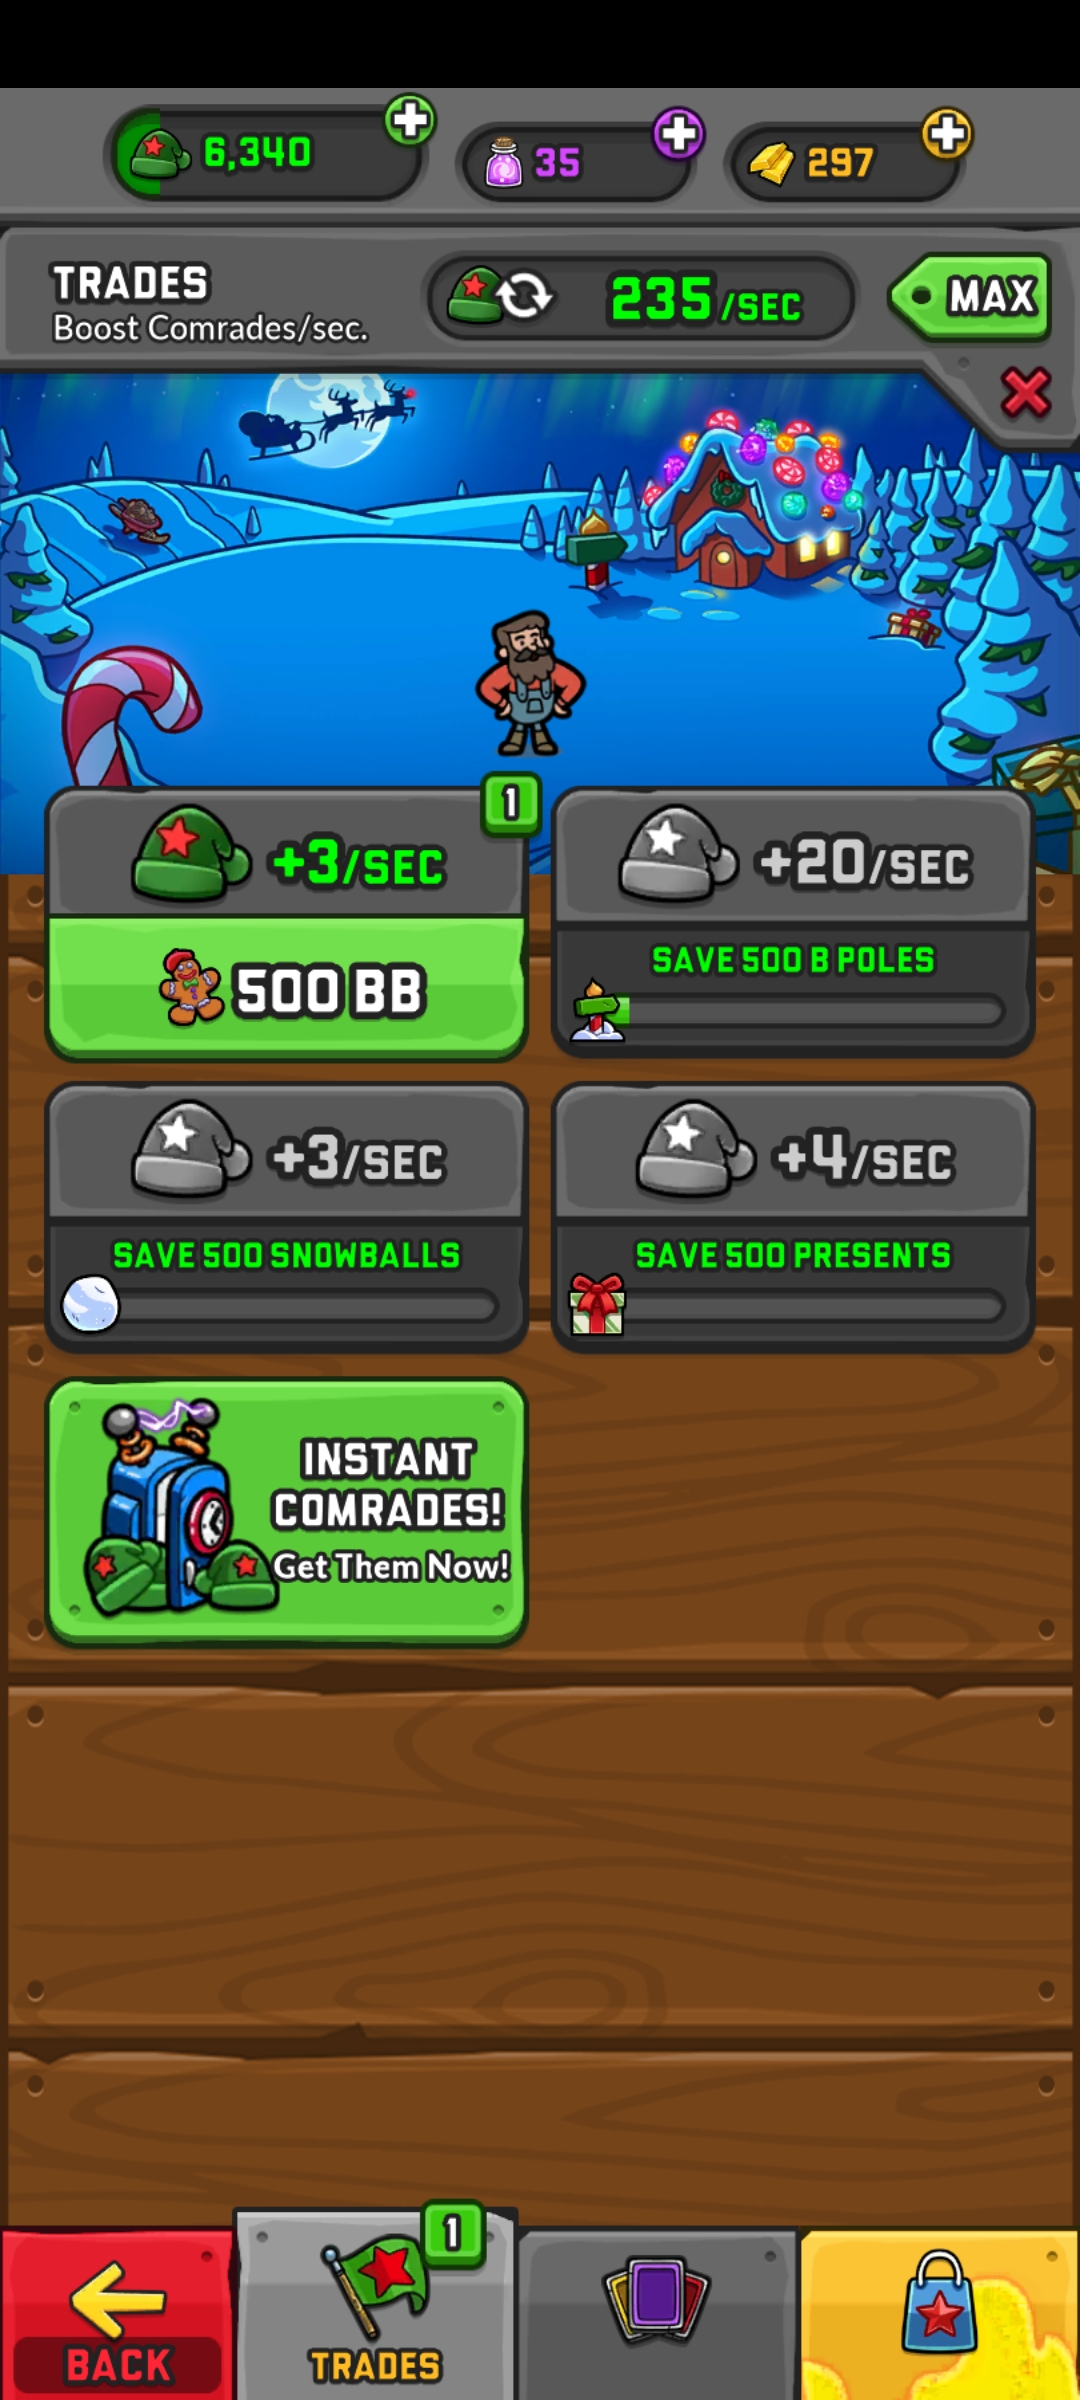 6,340
35
297
TRADES
Boost Comrades/sec.
235/SEC
MAX
1
+3/SEC
500 BB
+20/SEC
SAVE 500 B POLES
+3/SEC
SAVE 500 SNOWBALLS
+4/SEC
SAVE 500 PRESENTS
INSTANT
COMRADES!
Get Them Now!
BACK
1
TRADES